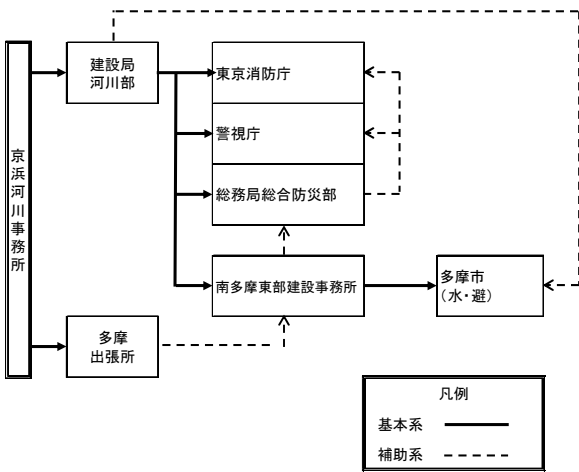 京浜河川事務所
建設局
河川部
東京消防庁
警視庁
総務局総合防災部
南多摩東部建設事務所
多摩市
（水・避）
多摩
出張所
凡例
基本系
補助系